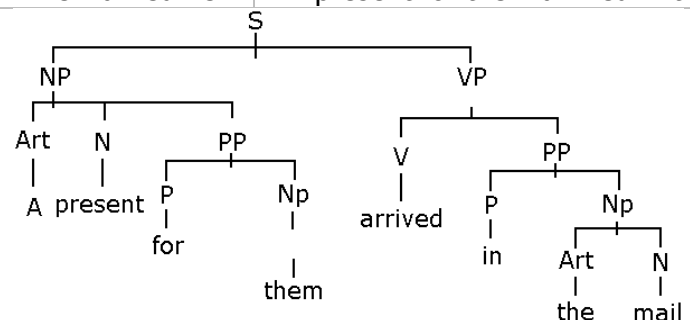 S
NP VP
Art N PP V PP
A present P Np arrived P Np
for them in Art N
the mail